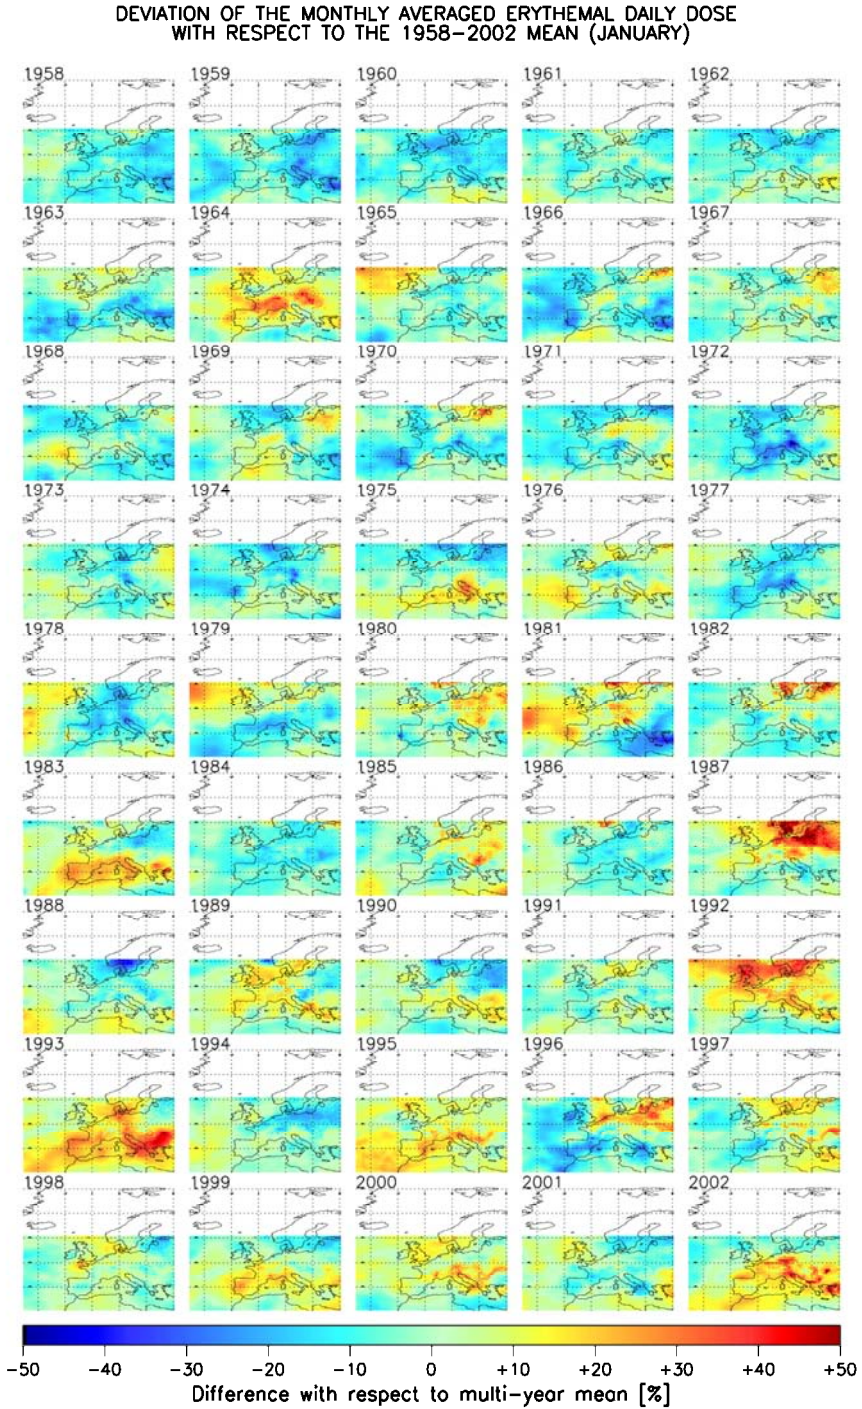 DEVIATION OF THE MONTHLY AVERAGED ERYTHEMAL DAILY DOSE
WITH RESPECT TO THE 1958-2002 MEAN (JANUARY)
1958 1959 1960 1961 1962
1963 1964 1965 1966 1967
1968 1969 1970 1971 1972
1973 1974 1975 1976 1977
1978 1979 1980 1981 1982
1983 1984 1985 1986 1987
1988 1989 1990 1991 1992
1993 1994 1995 1996 1997
1998 1999 2000 2001 2002
-50 -40 -30 -20 -10 0 +10 +20 +30 +40 +50
Difference with respect to multi-year mean [%]